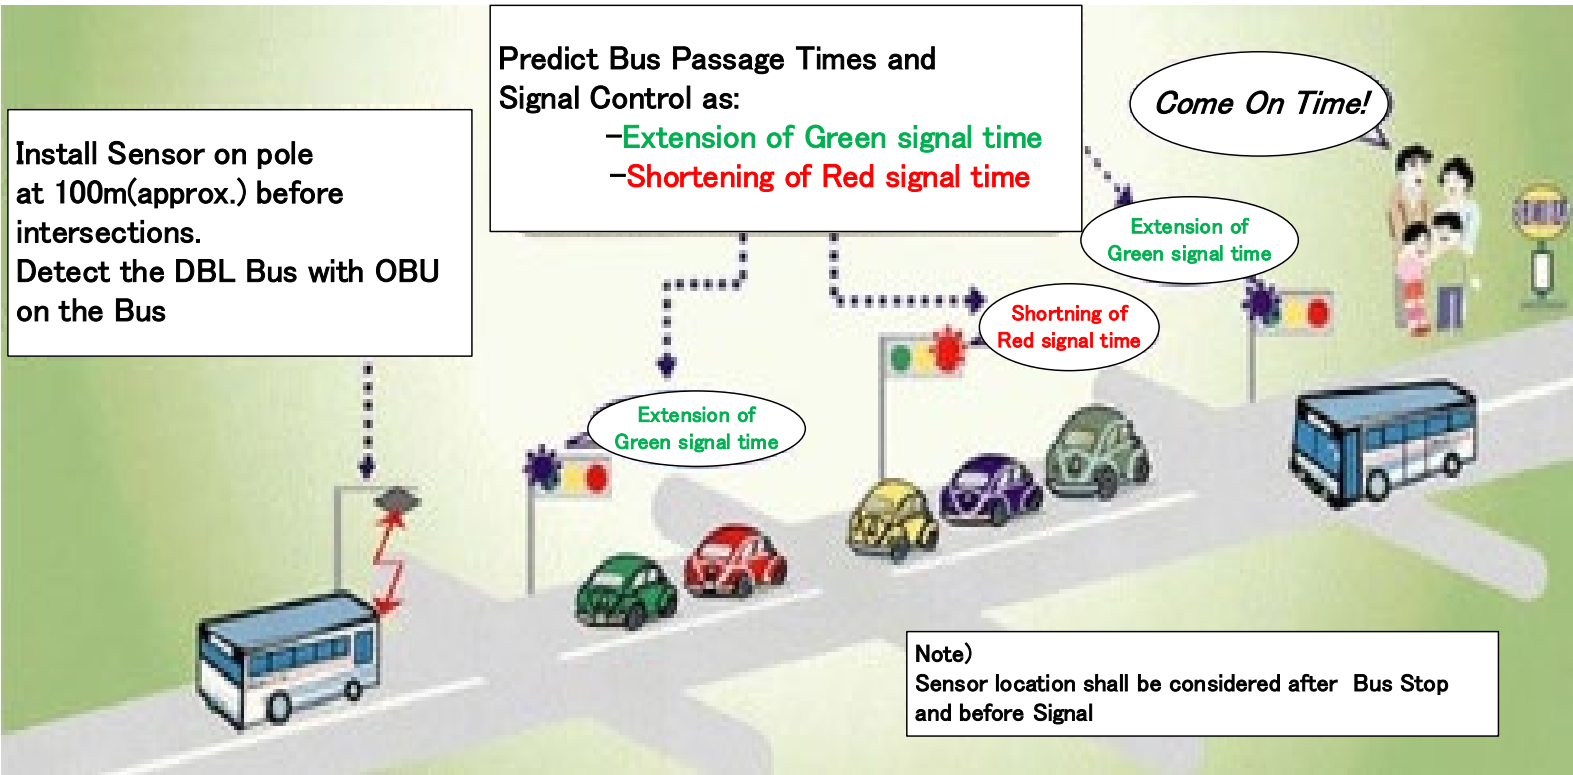 Predict Bus Passage Times and
Signal Control as:
-Extension of Green signal time
-Shortening of Red signal time
Come On Time!
Install Sensor on pole
at 100m(approx.) before
intersections.
Detect the DBL Bus with OBU
on the Bus
Extension of
Green signal time
Shortning of
Red signal time
Extension of
Green signal time
Note)
Sensor location shall be considered after Bus Stop
and before Signal